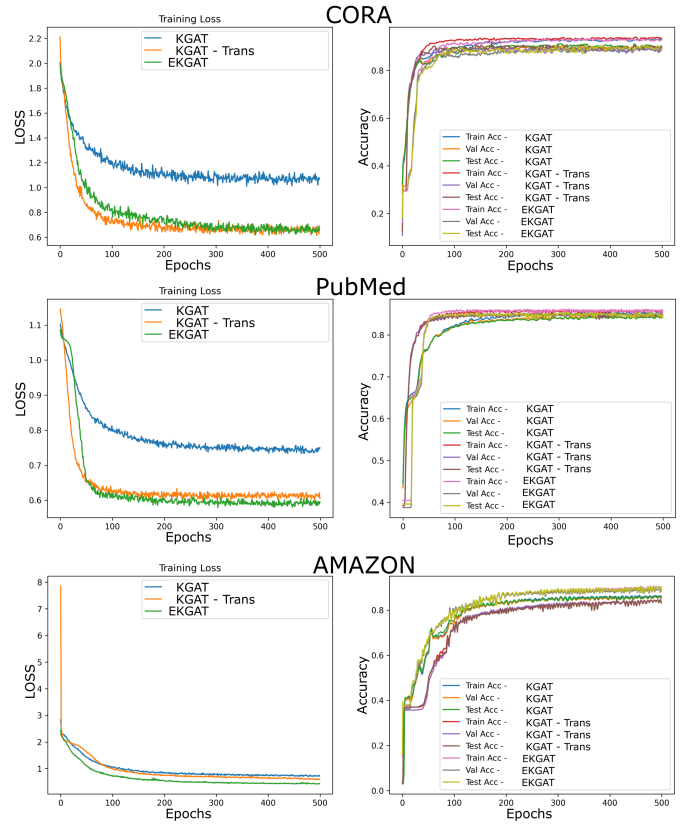 CORA
Training Loss
KGAT
KGAT - Trans
EKGAT
LOSS
2.2
2.0
1.8
1.6
1.4
1.2
1.0
0.8
0.6
0 100 200 300 400 500
Epochs
Accuracy
0.8
0.6
0.4
0.2
Train Acc - KGAT
Val Acc - KGAT
Test Acc - KGAT
Train Acc - KGAT - Trans
Val Acc - KGAT - Trans
Test Acc - KGAT - Trans
Train Acc - EKGAT
Val Acc - EKGAT
Test Acc - EKGAT
0 100 200 300 400 500
Epochs
PubMed
Training Loss
KGAT
KGAT - Trans
EKGAT
LOSS
1.1
1.0
0.9
0.8
0.7
0.6
0 100 200 300 400 500
Epochs
Accuracy
0.8
0.7
0.6
0.5
0.4
Train Acc - KGAT
Val Acc - KGAT
Test Acc - KGAT
Train Acc - KGAT - Trans
Val Acc - KGAT - Trans
Test Acc - KGAT - Trans
Train Acc - EKGAT
Val Acc - EKGAT
Test Acc - EKGAT
0 100 200 300 400 500
Epochs
AMAZON
Training Loss
KGAT
KGAT - Trans
EKGAT
LOSS
8
7
6
5
4
3
2
1
0 100 200 300 400 500
Epochs
Accuracy
0.8
0.6
0.4
0.2
0.0
Train Acc - KGAT
Val Acc - KGAT
Test Acc - KGAT
Train Acc - KGAT - Trans
Val Acc - KGAT - Trans
Test Acc - KGAT - Trans
Train Acc - EKGAT
Val Acc - EKGAT
Test Acc - EKGAT
0 100 200 300 400 500
Epochs